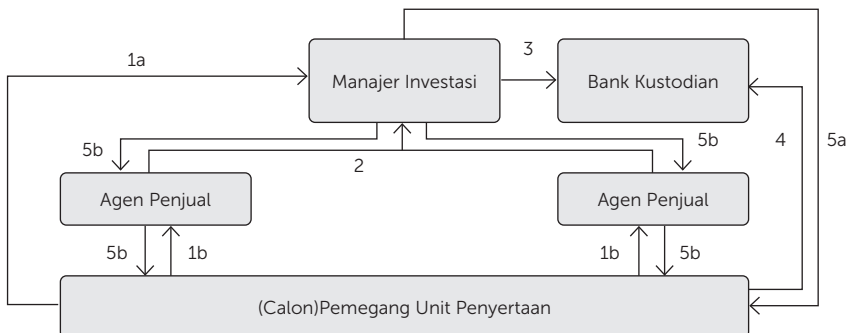 1a
3
Manajer Investasi
Bank Kustodian
5b
2
5b
4
5a
Agen Penjual
Agen Penjual
5b
1b
1b
5b
(Calon)Pemegang Unit Penyertaan